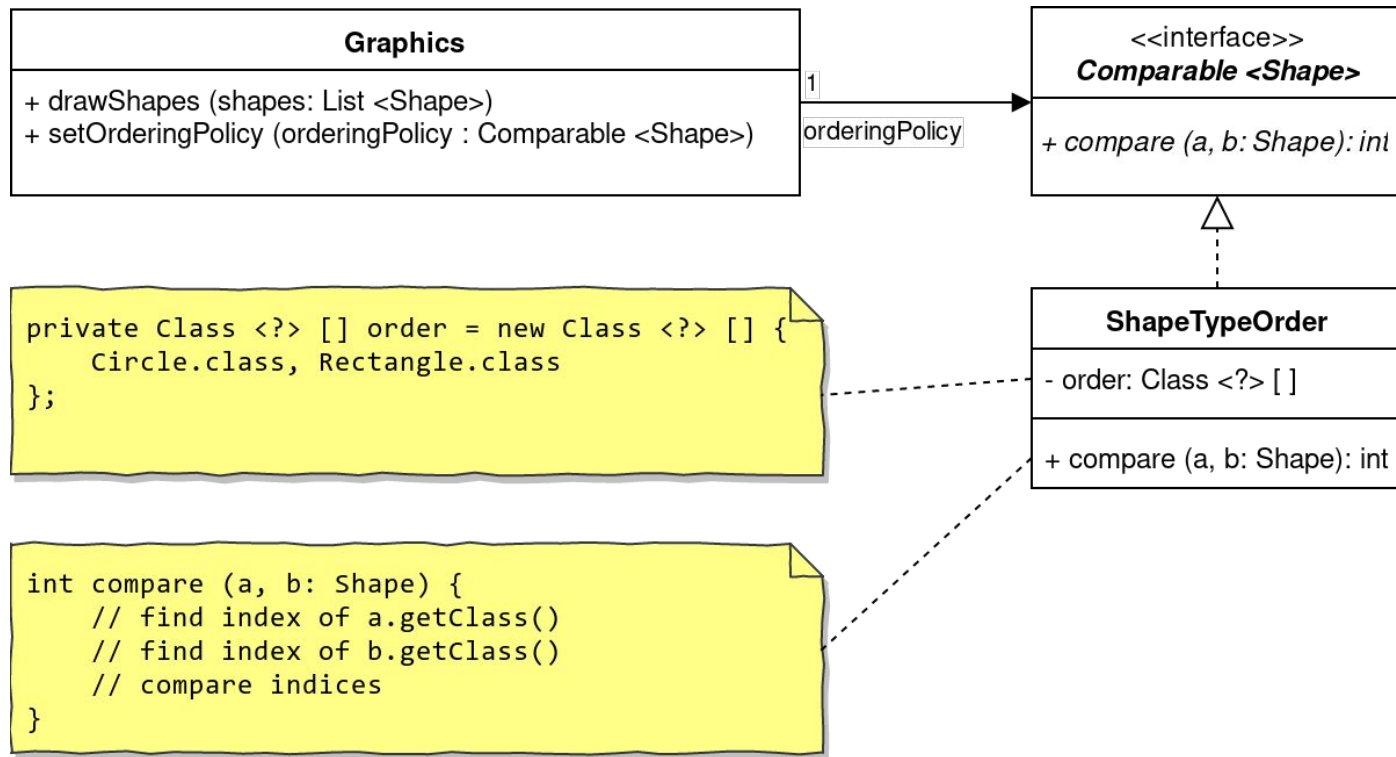 Graphics
+ drawShapes (shapes: List <Shape>)
+ setOrderingPolicy (orderingPolicy : Comparable <Shape>)
1
orderingPolicy
<<interface>>
Comparable <Shape>
+ compare (a, b: Shape): int
private Class <?> [] order = new Class <?> [] {
    Circle.class, Rectangle.class
};
ShapeTypeOrder
- order: Class <?> [ ]
+ compare (a, b: Shape): int
int compare (a, b: Shape) {
    // find index of a.getClass()
    // find index of b.getClass()
    // compare indices
}